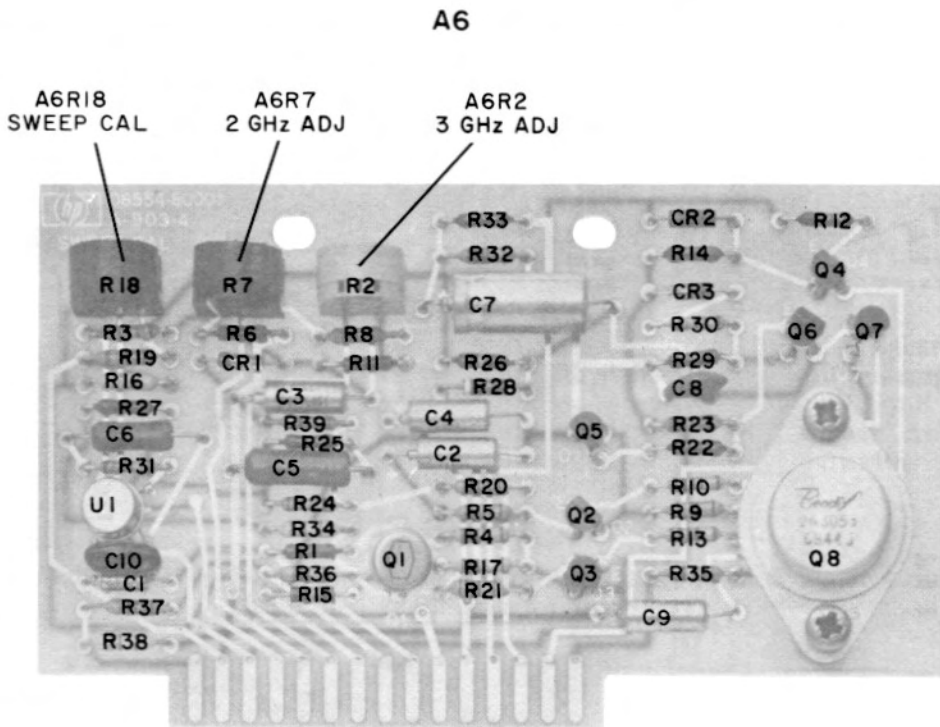 A6
A6R18
SWEEP CAL
A6R7
2 GHz ADJ
A6R2
3 GHz ADJ
hp
R33
CR2
R12
R32
R14
Q4
R18
R7
R2
C7
CR3
R3
R6
R8
R30
Q6
Q7
R19
CR1
R11
R26
R29
R16
R28
C8
R27
C3
C4
R23
C6
R39
Q5
R25
C2
R22
R31
C5
U1
R24
R20
R10
R34
R5
Q2
R9
R4
R13
Q8
C10
R1
Q1
C1
R36
R17
Q3
R35
R37
R15
R21
C9
R38